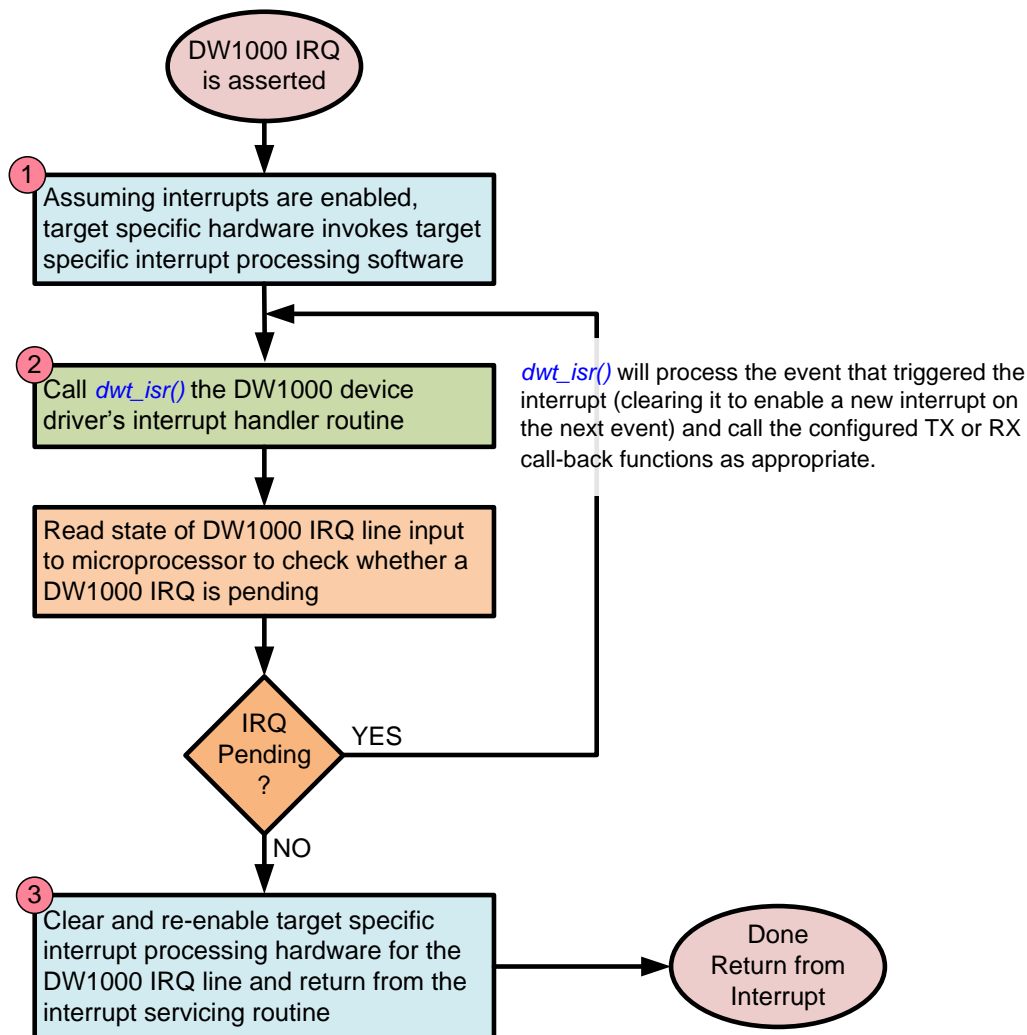 DW1000 IRQ
is asserted
1
Assuming interrupts are enabled,
target specific hardware invokes target
specific interrupt processing software
2
Call dwt_isr() the DW1000 device
driver’s interrupt handler routine
dwt_isr() will process the event that triggered the
interrupt (clearing it to enable a new interrupt on
the next event) and call the configured TX or RX
call-back functions as appropriate.
Read state of DW1000 IRQ line input
to microprocessor to check whether a
DW1000 IRQ is pending
IRQ
Pending
?
YES
NO
3
Clear and re-enable target specific
interrupt processing hardware for the
DW1000 IRQ line and return from the
interrupt servicing routine
Done
Return from
Interrupt